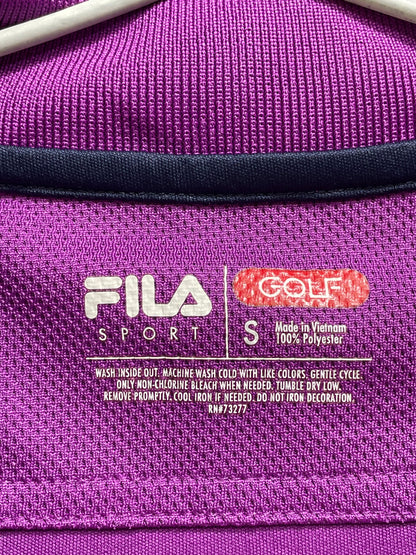 FILA
SPORT
GOLF
S
Made in Vietnam
100% Polyester.
WASH INSIDE OUT. MACHINE WASH COLD WITH LIKE COLORS. GENTLE CYCLE.
ONLY NON-CHLORINE BLEACH WHEN NEEDED. TUMBLE DRY LOW.
REMOVE PROMPTLY. COOL IRON IF NEEDED. DO NOT IRON DECORATION.
RN#73277